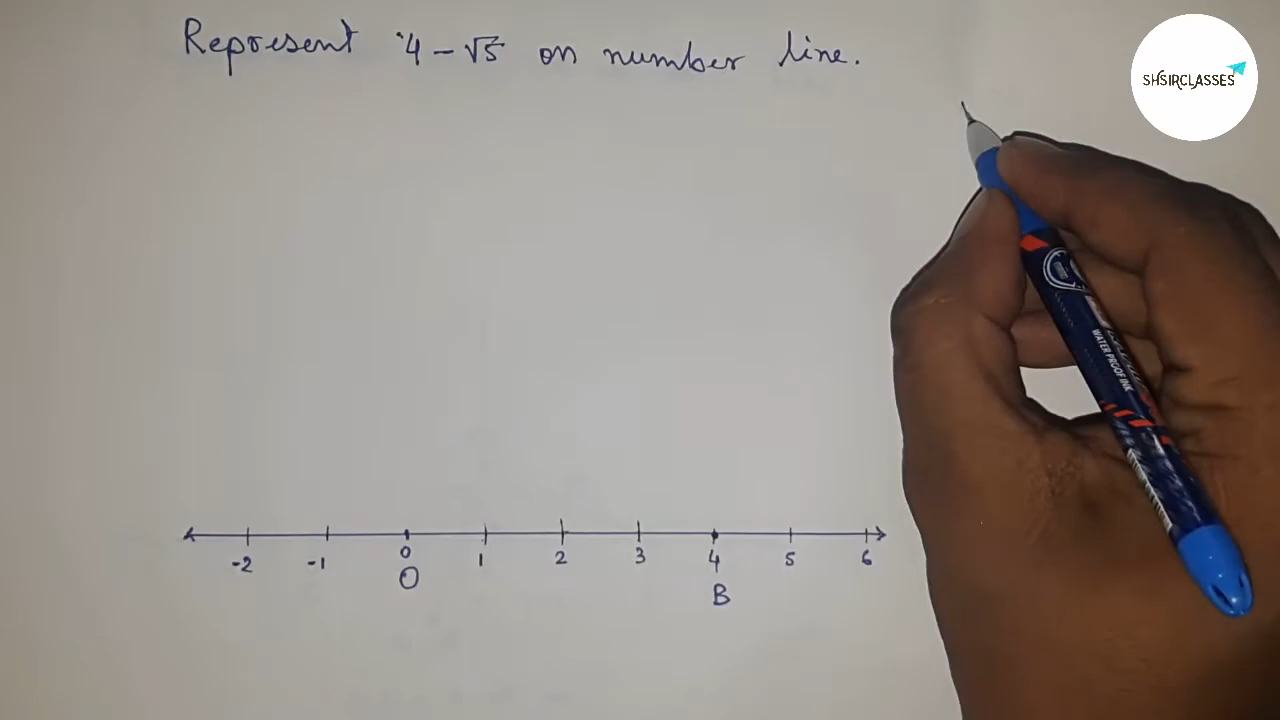 Represent 4 - √5 on number line.
SHSIRCLASSES
WATER PROOF INK
-2 -1 0 1 2 3 4 5 6
O B